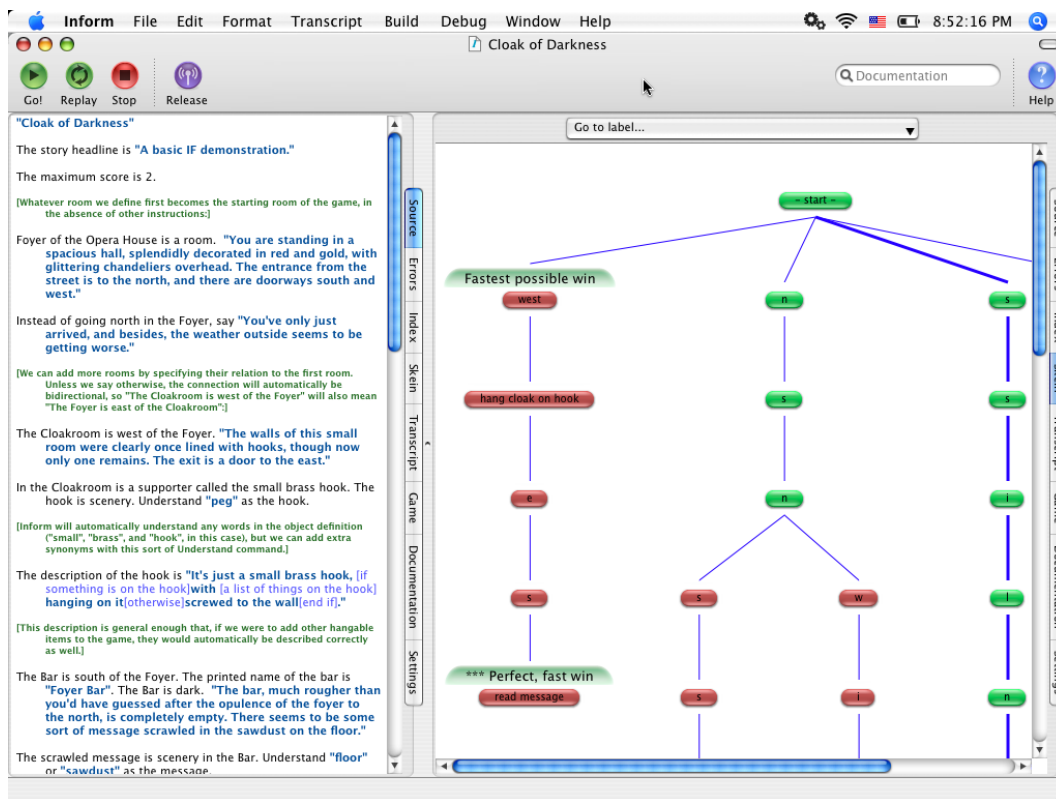 Inform File Edit Format Transcript Build Debug Window Help 8:52:16 PM
Cloak of Darkness
Go! Replay Stop Release
Documentation
Help
"Cloak of Darkness"
The story headline is "A basic IF demonstration."
The maximum score is 2.
[Whatever room we define first becomes the starting room of the game, in
the absence of other instructions:]
Foyer of the Opera House is a room. "You are standing in a
spacious hall, splendidly decorated in red and gold, with
glittering chandeliers overhead. The entrance from the
street is to the north, and there are doorways south and
west."
Instead of going north in the Foyer, say "You've only just
arrived, and besides, the weather outside seems to be
getting worse."
[We can add more rooms by specifying their relation to the first room.
Unless we say otherwise, the connection will automatically be
bidirectional, so "The Cloakroom is west of the Foyer" will also mean
"The Foyer is east of the Cloakroom":]
The Cloakroom is west of the Foyer. "The walls of this small
room were clearly once lined with hooks, though now
only one remains. The exit is a door to the east."
In the Cloakroom is a supporter called the small brass hook. The
hook is scenery. Understand "peg" as the hook.
[Inform will automatically understand any words in the object definition
("small", "brass", and "hook", in this case), but we can add extra
synonyms with this sort of Understand command.]
The description of the hook is "It's just a small brass hook, [if
something is on the hook]with [a list of things on the hook]
hanging on it[otherwise]screwed to the wall[end if]."
[This description is general enough that, if we were to add other hangable
items to the game, they would automatically be described correctly
as well.]
The Bar is south of the Foyer. The printed name of the bar is
"Foyer Bar". The Bar is dark. "The bar, much rougher than
you'd have guessed after the opulence of the foyer to
the north, is completely empty. There seems to be some
sort of message scrawled in the sawdust on the floor."
The scrawled message is scenery in the Bar. Understand "floor"
or "sawdust" as the message.
Source
Errors
Index
Skein
Transcript
Game
Documentation
Settings
Go to label...
- start -
Fastest possible win
west n s
hang cloak on hook s s
e n i
s s w l
*** Perfect, fast win
read message s i n